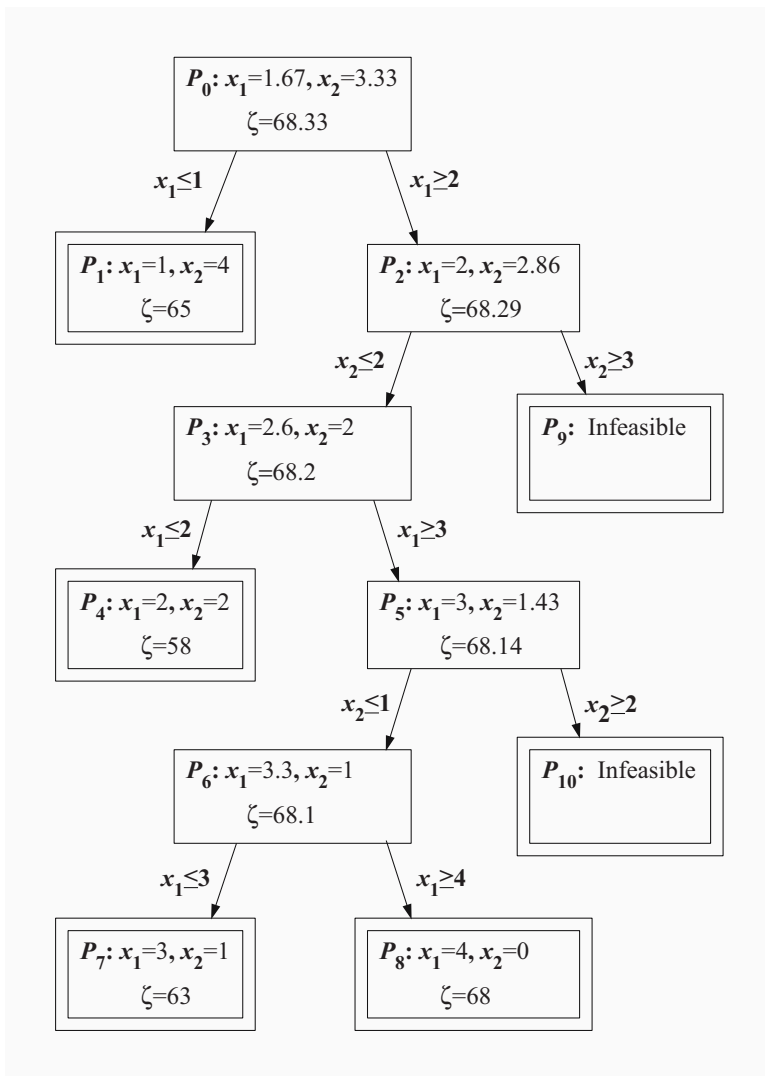 P₀: x₁=1.67, x₂=3.33
ζ=68.33
x₁≤1
x₁≥2
P₁: x₁=1, x₂=4
ζ=65
P₂: x₁=2, x₂=2.86
ζ=68.29
x₂≤2
x₂≥3
P₃: x₁=2.6, x₂=2
ζ=68.2
P₉: Infeasible
x₁≤2
x₁≥3
P₄: x₁=2, x₂=2
ζ=58
P₅: x₁=3, x₂=1.43
ζ=68.14
x₂≤1
x₂≥2
P₆: x₁=3.3, x₂=1
ζ=68.1
P₁₀: Infeasible
x₁≤3
x₁≥4
P₇: x₁=3, x₂=1
ζ=63
P₈: x₁=4, x₂=0
ζ=68